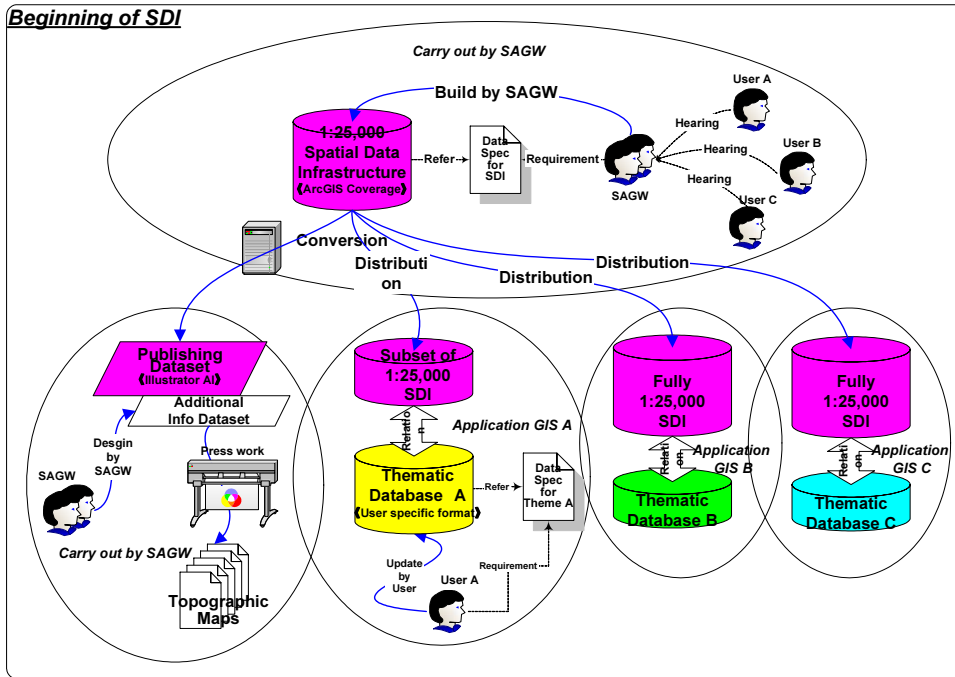 Beginning of SDI
Carry out by SAGW
User A
Build by SAGW
Hearing
1:25,000
Spatial Data
Infrastructure
《ArcGIS Coverage》
Refer
Data
Spec
for
SDI
Requirement
SAGW
Hearing
User B
Hearing
User C
Conversion
Distributi
on
Distribution
Distribution
Publishing
Dataset
《Illustrator AI》
Additional
Info Dataset
Desgin
by
SAGW
Press work
SAGW
Carry out by SAGW
Topographic
Maps
Subset of
1:25,000
SDI
Relatio
n
Application GIS A
Thematic
Database A
《User specific format》
Refer
Data
Spec
for
Theme A
Update
by
User
User A
Requirement
Fully
1:25,000
SDI
Relati
on
Application
GIS B
Thematic
Database B
Fully
1:25,000
SDI
Relati
on
Application
GIS C
Thematic
Database C